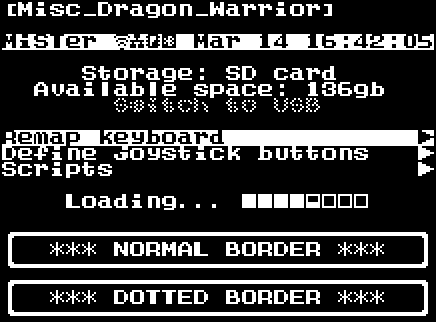 [Misc_Dragon_Warrior]
MiSTer Mar 14 16:42:05
Storage: SD card
Available space: 136gb
Switch to USB
Remap keyboard
Define Joystick buttons
Scripts
Loading...
*** NORMAL BORDER ***
*** DOTTED BORDER ***